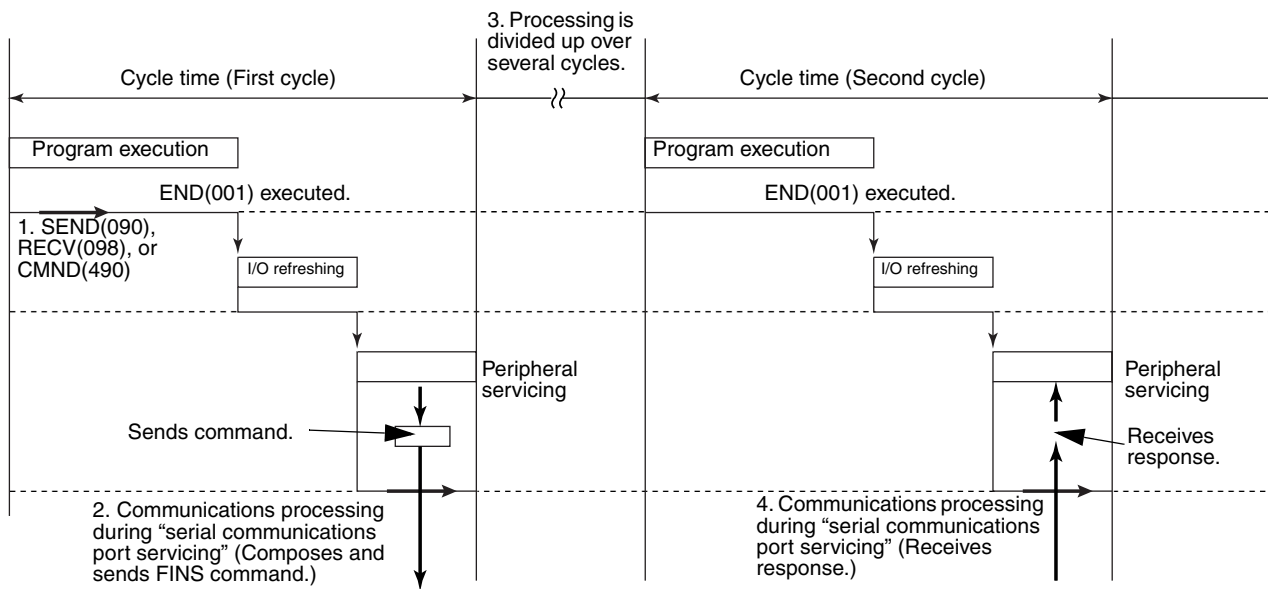 3. Processing is
divided up over
several cycles.
Cycle time (First cycle)
Cycle time (Second cycle)
Program execution
Program execution
END(001) executed.
END(001) executed.
1. SEND(090),
RECV(098), or
CMND(490)
I/O refreshing
I/O refreshing
Peripheral
servicing
Peripheral
servicing
Sends command.
Receives
response.
2. Communications processing
during “serial communications
port servicing” (Composes and
sends FINS command.)
4. Communications processing
during “serial communications
port servicing” (Receives
response.)